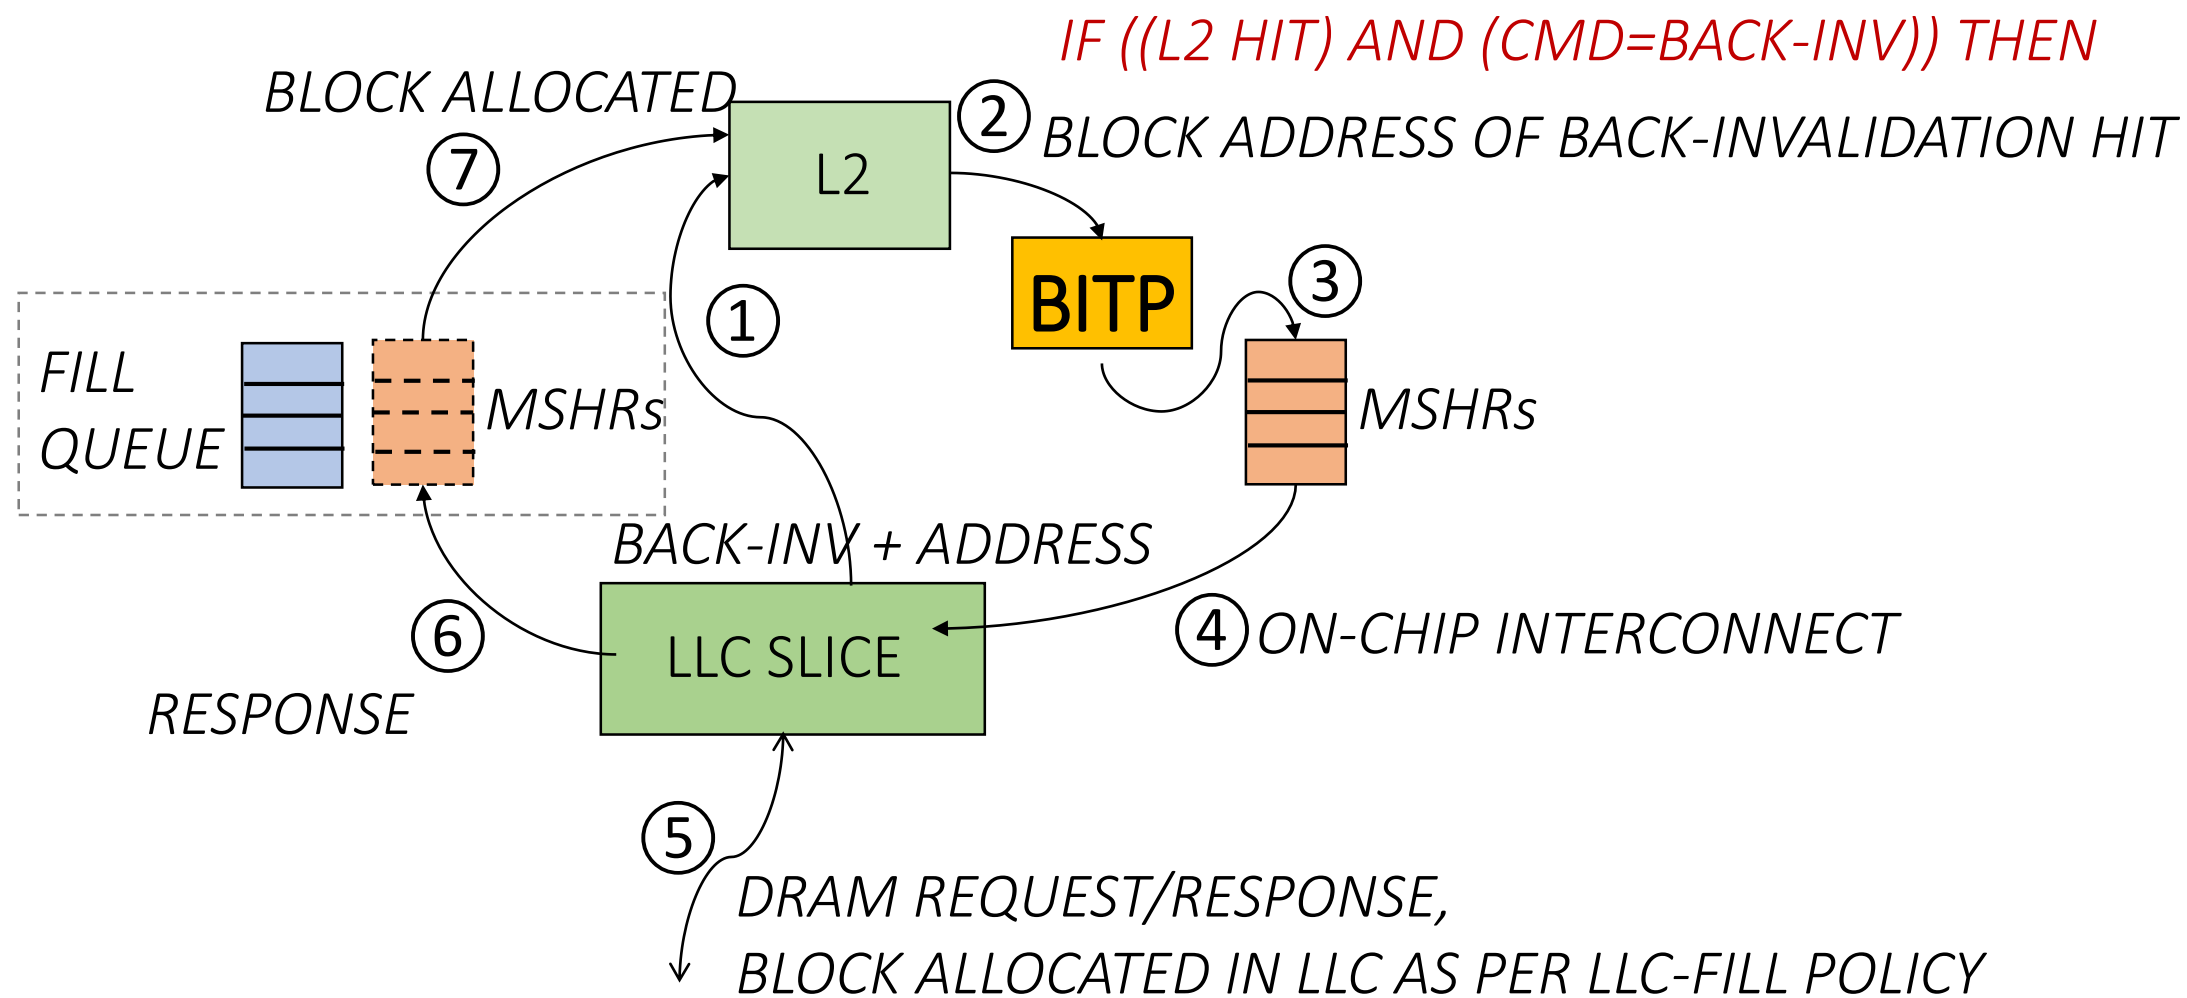 IF ((L2 HIT) AND (CMD=BACK-INV)) THEN
BLOCK ALLOCATED
2
BLOCK ADDRESS OF BACK-INVALIDATION HIT
7
L2
BITP
3
1
FILL
QUEUE
MSHRs
MSHRs
BACK-INV + ADDRESS
6
LLC SLICE
4
ON-CHIP INTERCONNECT
RESPONSE
5
DRAM REQUEST/RESPONSE,
BLOCK ALLOCATED IN LLC AS PER LLC-FILL POLICY